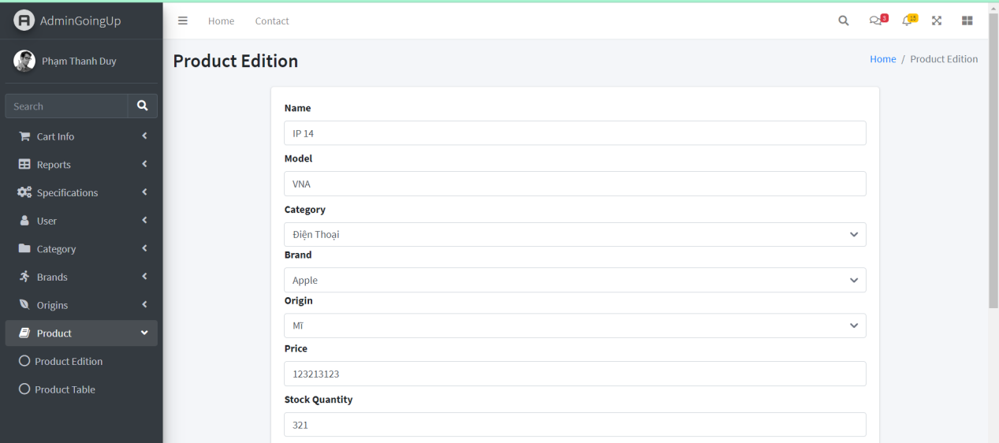 AdminGoingUp
Home Contact
3
15
Phạm Thanh Duy
Product Edition
Home / Product Edition
Search
Cart Info
Reports
Specifications
User
Category
Brands
Origins
Product
Product Edition
Product Table
Name
IP 14
Model
VNA
Category
Điện Thoại
Brand
Apple
Origin
Mĩ
Price
123213123
Stock Quantity
321